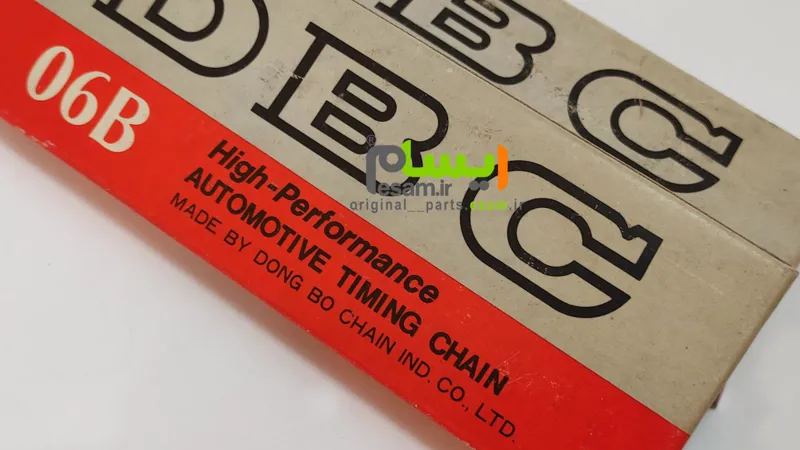 BC
DBC
06B
High-Performance
AUTOMOTIVE TIMING CHAIN
MADE BY DONG BO CHAIN IND. CO., LTD.
ایسام
esam.ir
original__parts.esam.ir